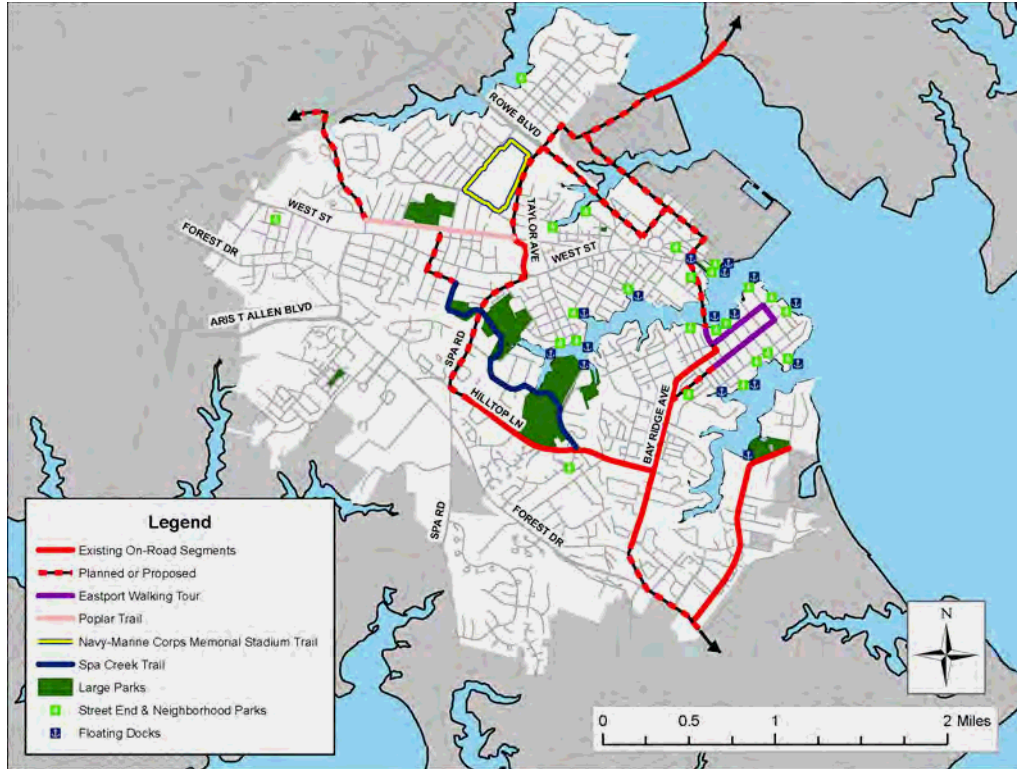 ROWE BLVD
TAYLOR AVE
WEST ST
WEST ST
FOREST DR
ARIS T ALLEN BLVD
SPA RD
HILLTOP LN
BAY RIDGE AVE
SPA RD
FOREST DR
Legend
Existing On-Road Segments
Planned or Proposed
Eastport Walking Tour
Poplar Trail
Navy-Marine Corps Memorial Stadium Trail
Spa Creek Trail
Large Parks
Street End & Neighborhood Parks
Floating Docks
N
0 0.5 1 2 Miles